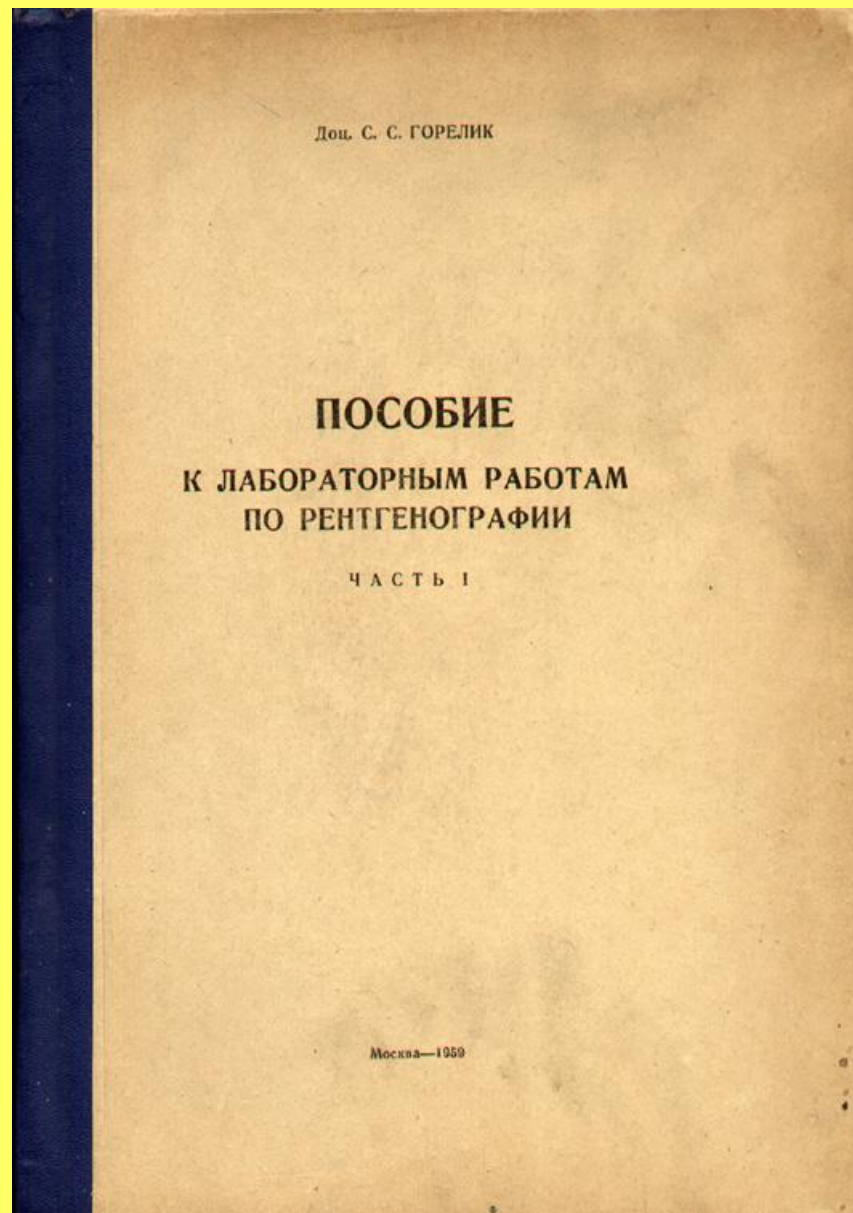 Доц. С. С. ГОРЕЛИК
ПОСОБИЕ
К ЛАБОРАТОРНЫМ РАБОТАМ
ПО РЕНТГЕНОГРАФИИ
ЧАСТЬ I
Москва—1959